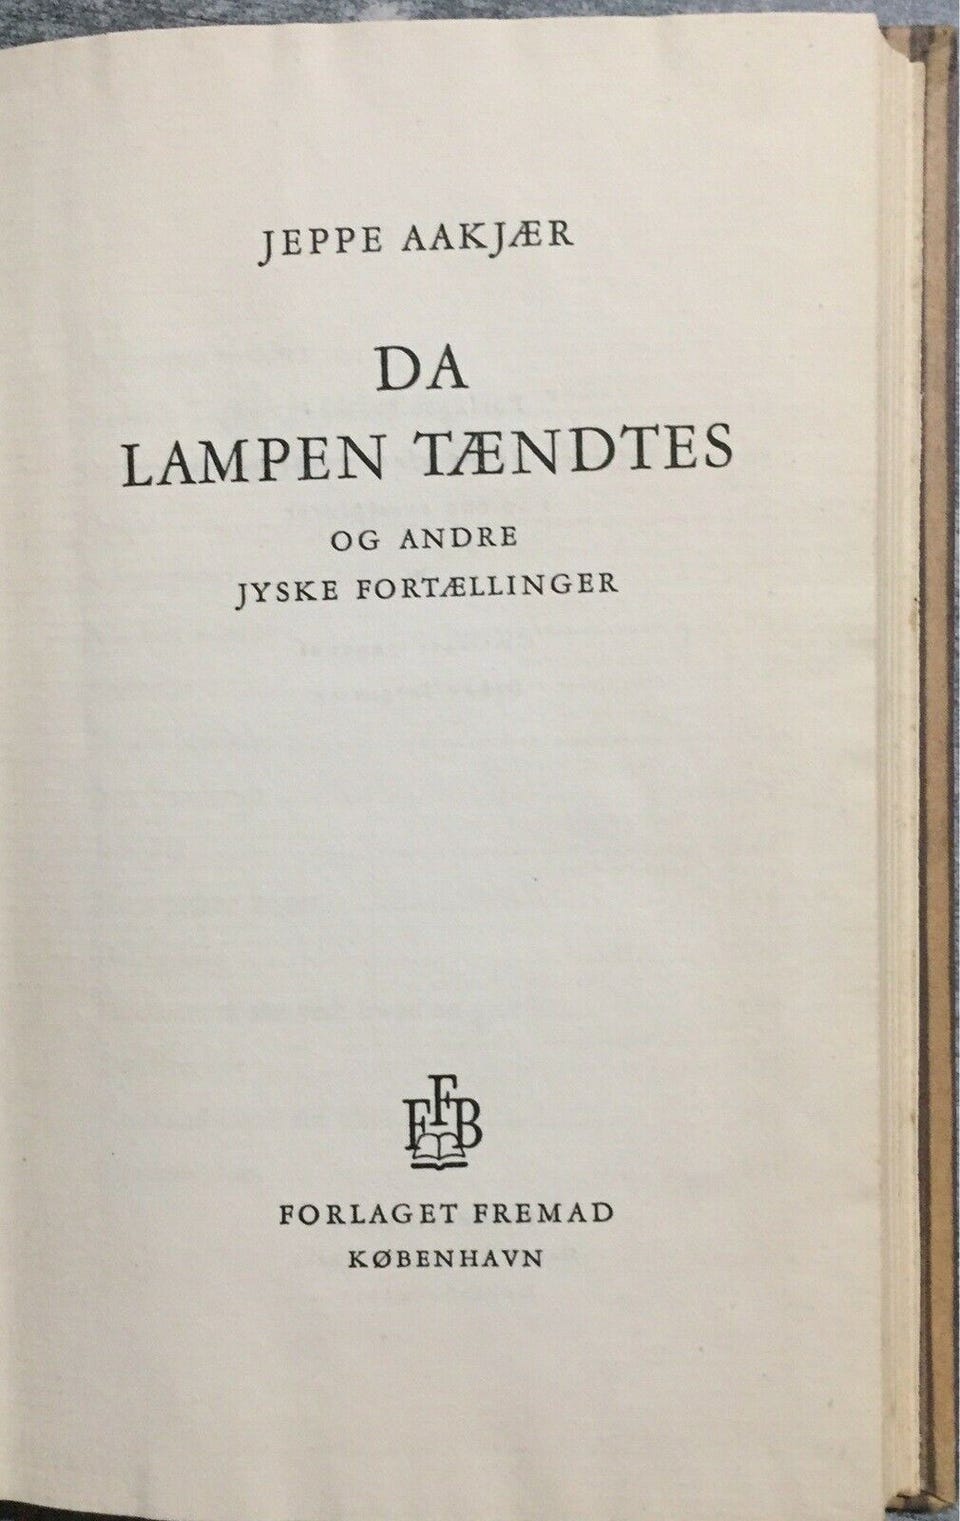 JEPPE AAKJÆR
DA
LAMPEN TÆNDTES
OG ANDRE
JYSKE FORTÆLLINGER
FFB
FORLAGET FREMAD
KØBENHAVN